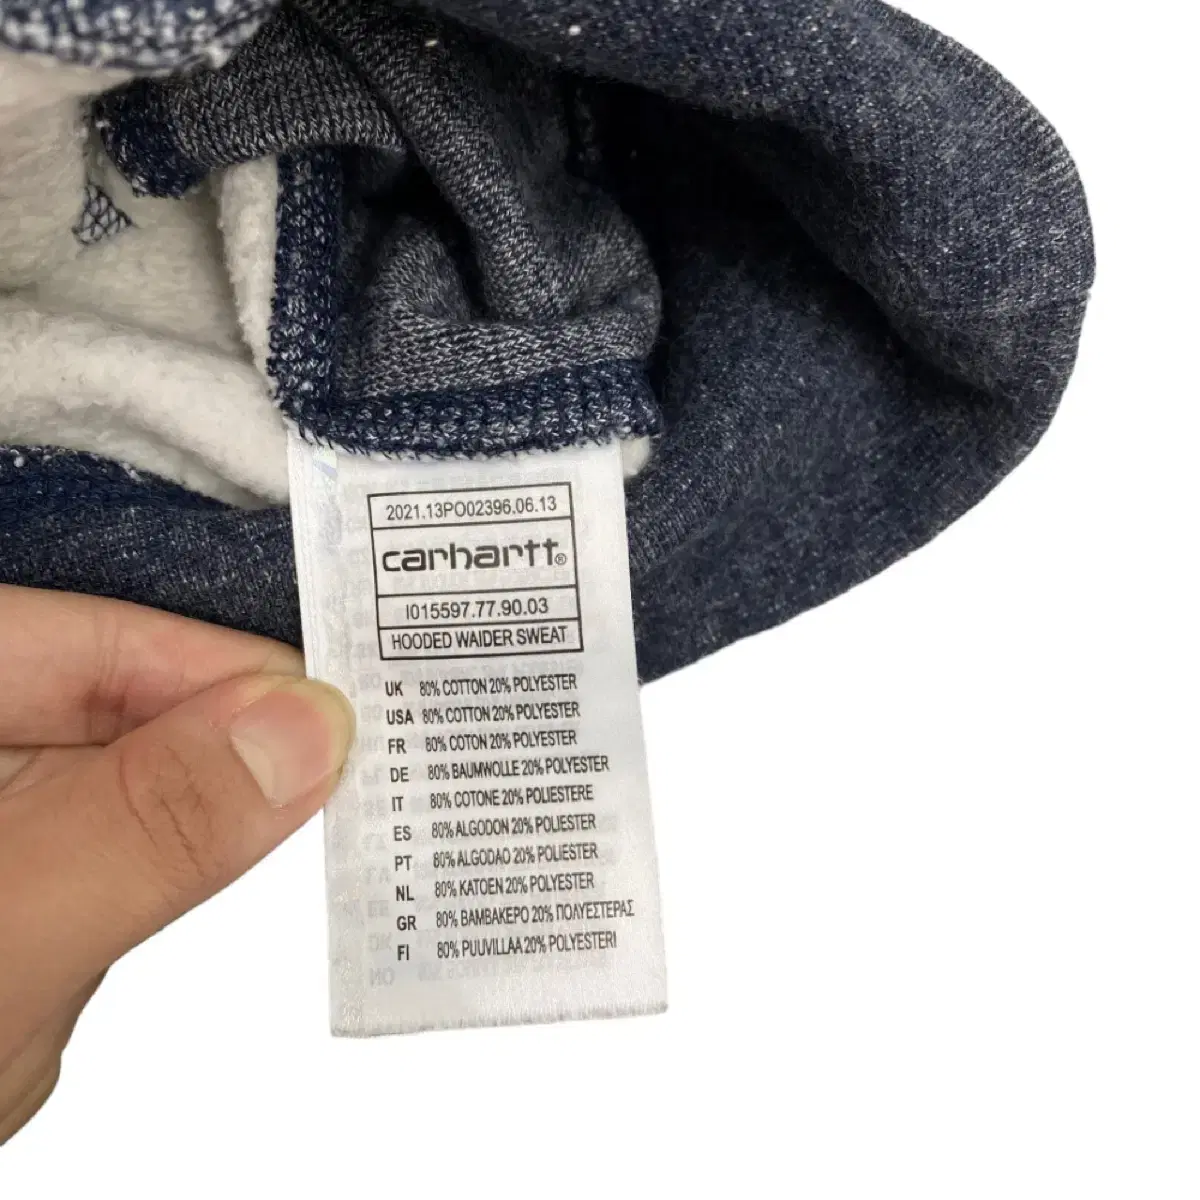 2021.13PO02396.06.13
carhartt®
I015597.77.90.03
HOODED WAIDER SWEAT
UK 80% COTTON 20% POLYESTER
USA 80% COTTON 20% POLYESTER
FR 80% COTON 20% POLYESTER
DE 80% BAUMWOLLE 20% POLYESTER
IT 80% COTONE 20% POLIESTERE
ES 80% ALGODON 20% POLIESTER
PT 80% ALGODAO 20% POLIESTER
NL 80% KATOEN 20% POLYESTER
GR 80% ΒΑΜΒΑΚΕΡΟ 20% ΠΟΛΥΕΣΤΕΡΑΣ
FI 80% PUUVILLAA 20% POLYESTERI